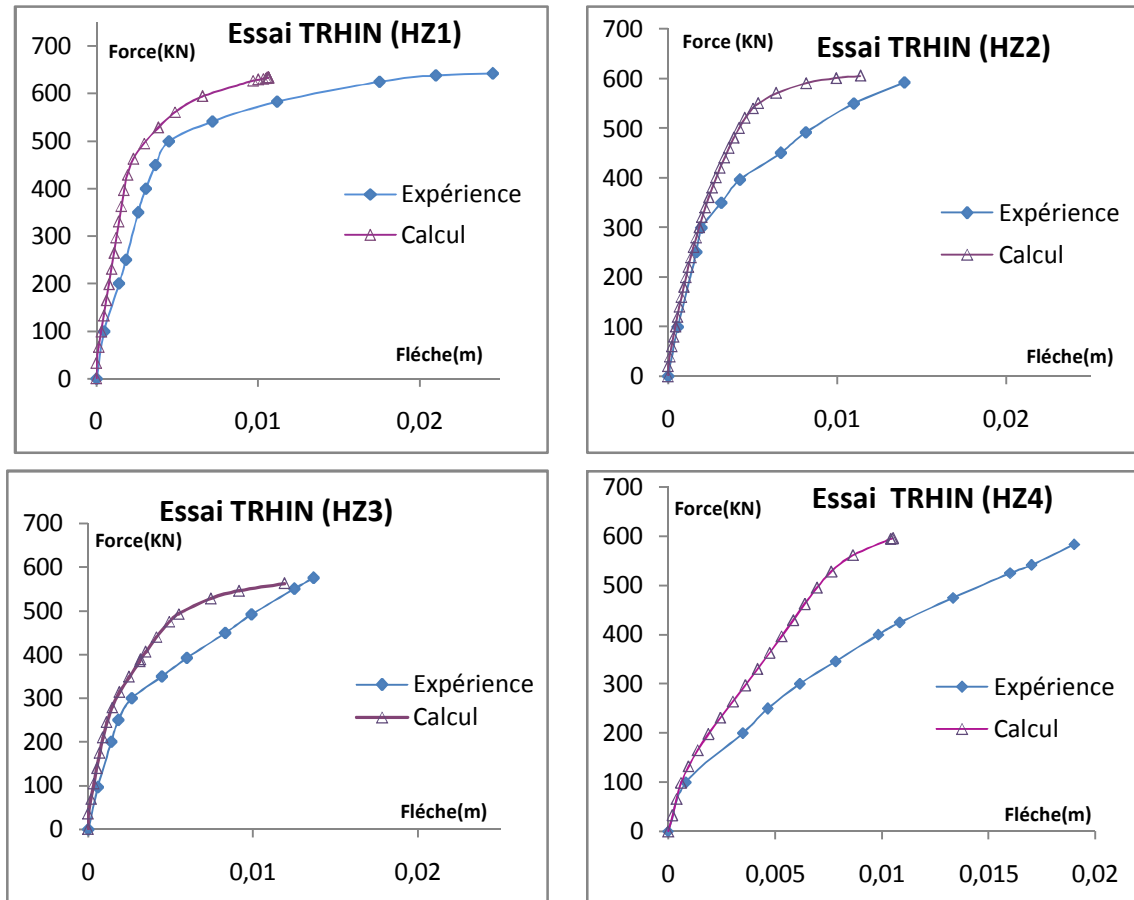 Essai TRHIN (HZ1)
Force(KN)
700
600
500
400
300
200
100
0
Expérience
Calcul
Fléche(m)
0 0,01 0,02
Essai TRHIN (HZ2)
Force (KN)
700
600
500
400
300
200
100
0
Expérience
Calcul
Fléche(m)
0 0,01 0,02
Essai TRHIN (HZ3)
Force(KN)
700
600
500
400
300
200
100
0
Expérience
Calcul
Fléche(m)
0 0,01 0,02
Essai TRHIN (HZ4)
Force(KN)
700
600
500
400
300
200
100
0
Expérience
Calcul
Fléche(m)
0 0,005 0,01 0,015 0,02